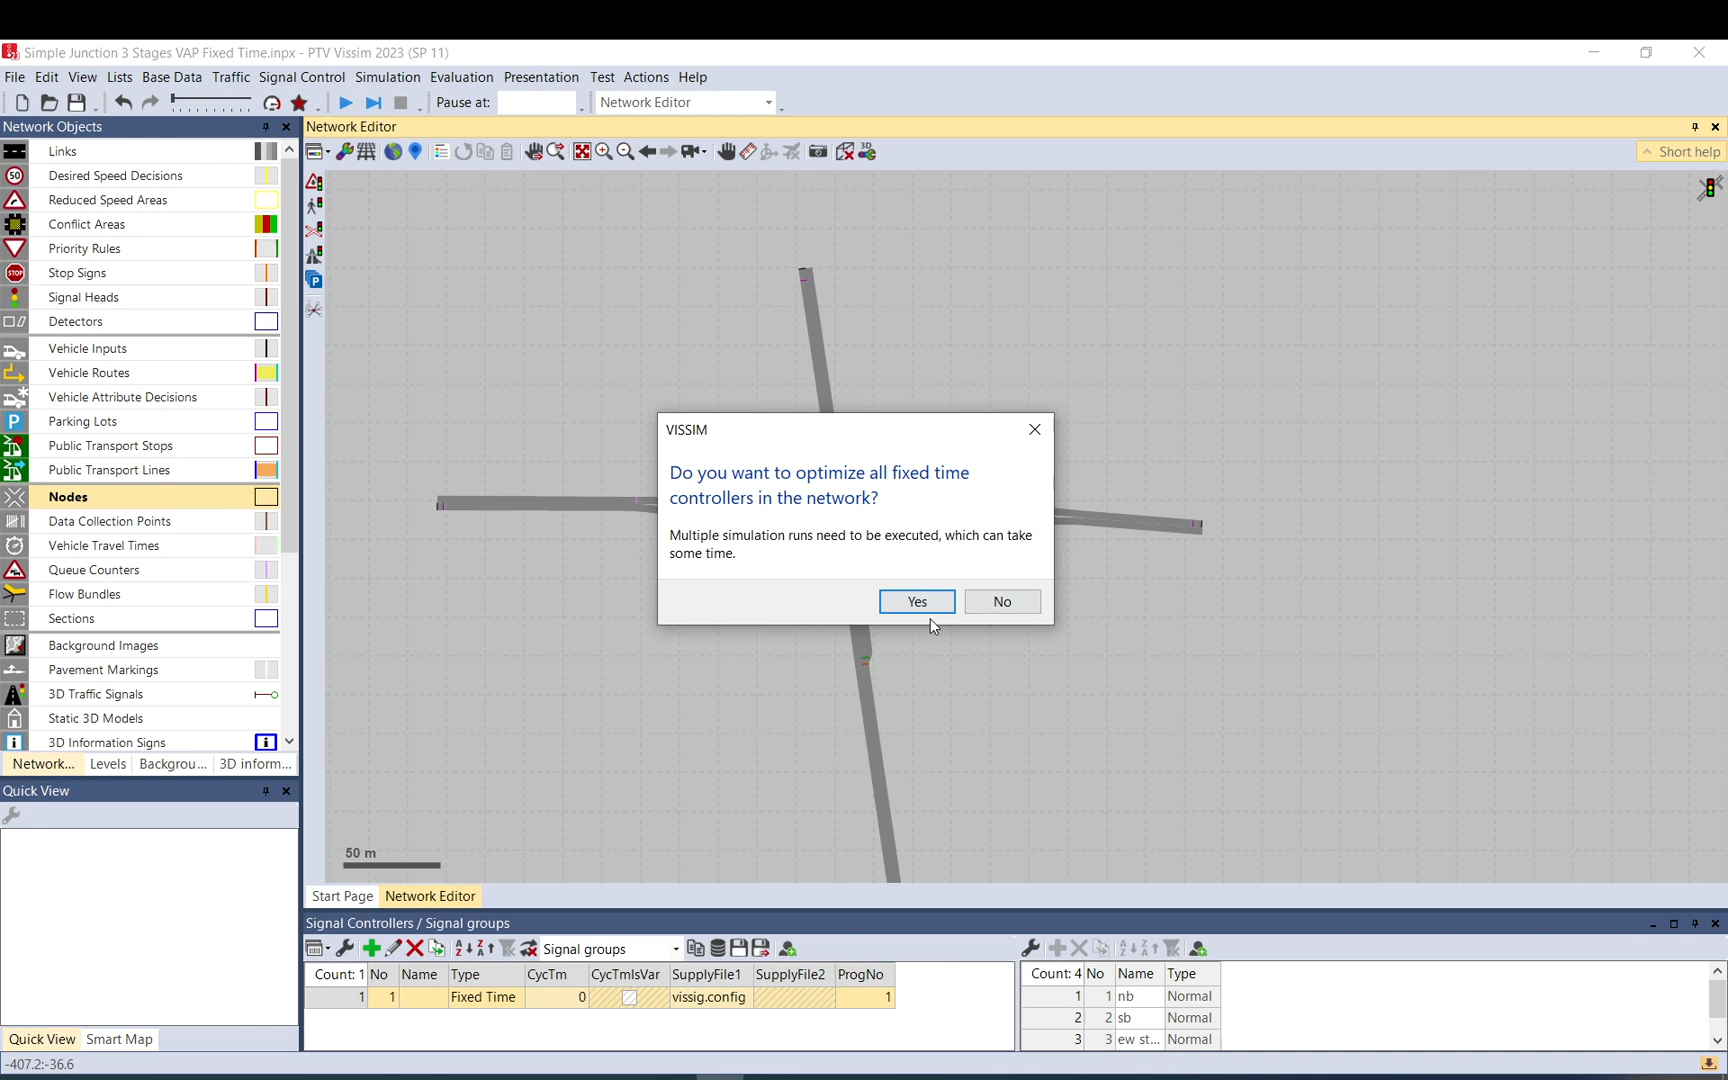 Simple Junction 3 Stages VAP Fixed Time.inpx - PTV Vissim 2023 (SP 11)
File Edit View Lists Base Data Traffic Signal Control Simulation Evaluation Presentation Test Actions Help
Pause at: Network Editor
Network Objects
Links
50 Desired Speed Decisions
Reduced Speed Areas
Conflict Areas
Priority Rules
STOP Stop Signs
Signal Heads
Detectors
Vehicle Inputs
Vehicle Routes
Vehicle Attribute Decisions
P Parking Lots
Public Transport Stops
Public Transport Lines
Nodes
Data Collection Points
Vehicle Travel Times
Queue Counters
Flow Bundles
Sections
Background Images
Pavement Markings
3D Traffic Signals
Static 3D Models
i 3D Information Signs i
Network... Levels Backgrou... 3D inform...
Quick View
Quick View Smart Map
Network Editor
3D
Short help
P
VISSIM
Do you want to optimize all fixed time
controllers in the network?
Multiple simulation runs need to be executed, which can take
some time.
Yes No
50 m
Start Page Network Editor
Signal Controllers / Signal groups
Signal groups
Count: 1 No Name Type CycTm CycTmIsVar SupplyFile1 SupplyFile2 ProgNo
1 1 Fixed Time 0 vissig.config 1
Count: 4 No Name Type
1 1 nb Normal
2 2 sb Normal
3 3 ew st... Normal
-407.2:-36.6